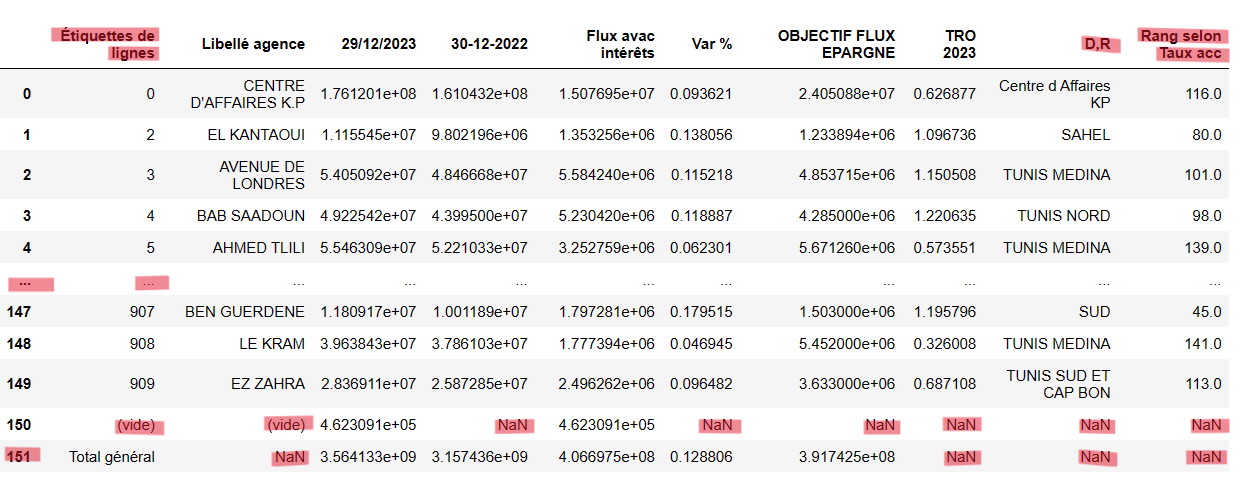 Étiquettes de lignes Libellé agence 29/12/2023 30-12-2022 Flux avac intérêts Var % OBJECTIF FLUX EPARGNE TRO 2023 D,R Rang selon Taux acc
0 0 CENTRE D'AFFAIRES K.P 1.761201e+08 1.610432e+08 1.507695e+07 0.093621 2.405088e+07 0.626877 Centre d Affaires KP 116.0
1 2 EL KANTAOUI 1.115545e+07 9.802196e+06 1.353256e+06 0.138056 1.233894e+06 1.096736 SAHEL 80.0
2 3 AVENUE DE LONDRES 5.405092e+07 4.846668e+07 5.584240e+06 0.115218 4.853715e+06 1.150508 TUNIS MEDINA 101.0
3 4 BAB SAADOUN 4.922542e+07 4.399500e+07 5.230420e+06 0.118887 4.285000e+06 1.220635 TUNIS NORD 98.0
4 5 AHMED TLILI 5.546309e+07 5.221033e+07 3.252759e+06 0.062301 5.671260e+06 0.573551 TUNIS MEDINA 139.0
... ... ... ... ... ... ... ... ... ... ...
147 907 BEN GUERDENE 1.180917e+07 1.001189e+07 1.797281e+06 0.179515 1.503000e+06 1.195796 SUD 45.0
148 908 LE KRAM 3.963843e+07 3.786103e+07 1.777394e+06 0.046945 5.452000e+06 0.326008 TUNIS MEDINA 141.0
149 909 EZ ZAHRA 2.836911e+07 2.587285e+07 2.496262e+06 0.096482 3.633000e+06 0.687108 TUNIS SUD ET CAP BON 113.0
150 (vide) (vide) 4.623091e+05 NaN 4.623091e+05 NaN NaN NaN NaN NaN
151 Total général NaN 3.564133e+09 3.157436e+09 4.066975e+08 0.128806 3.917425e+08 NaN NaN NaN